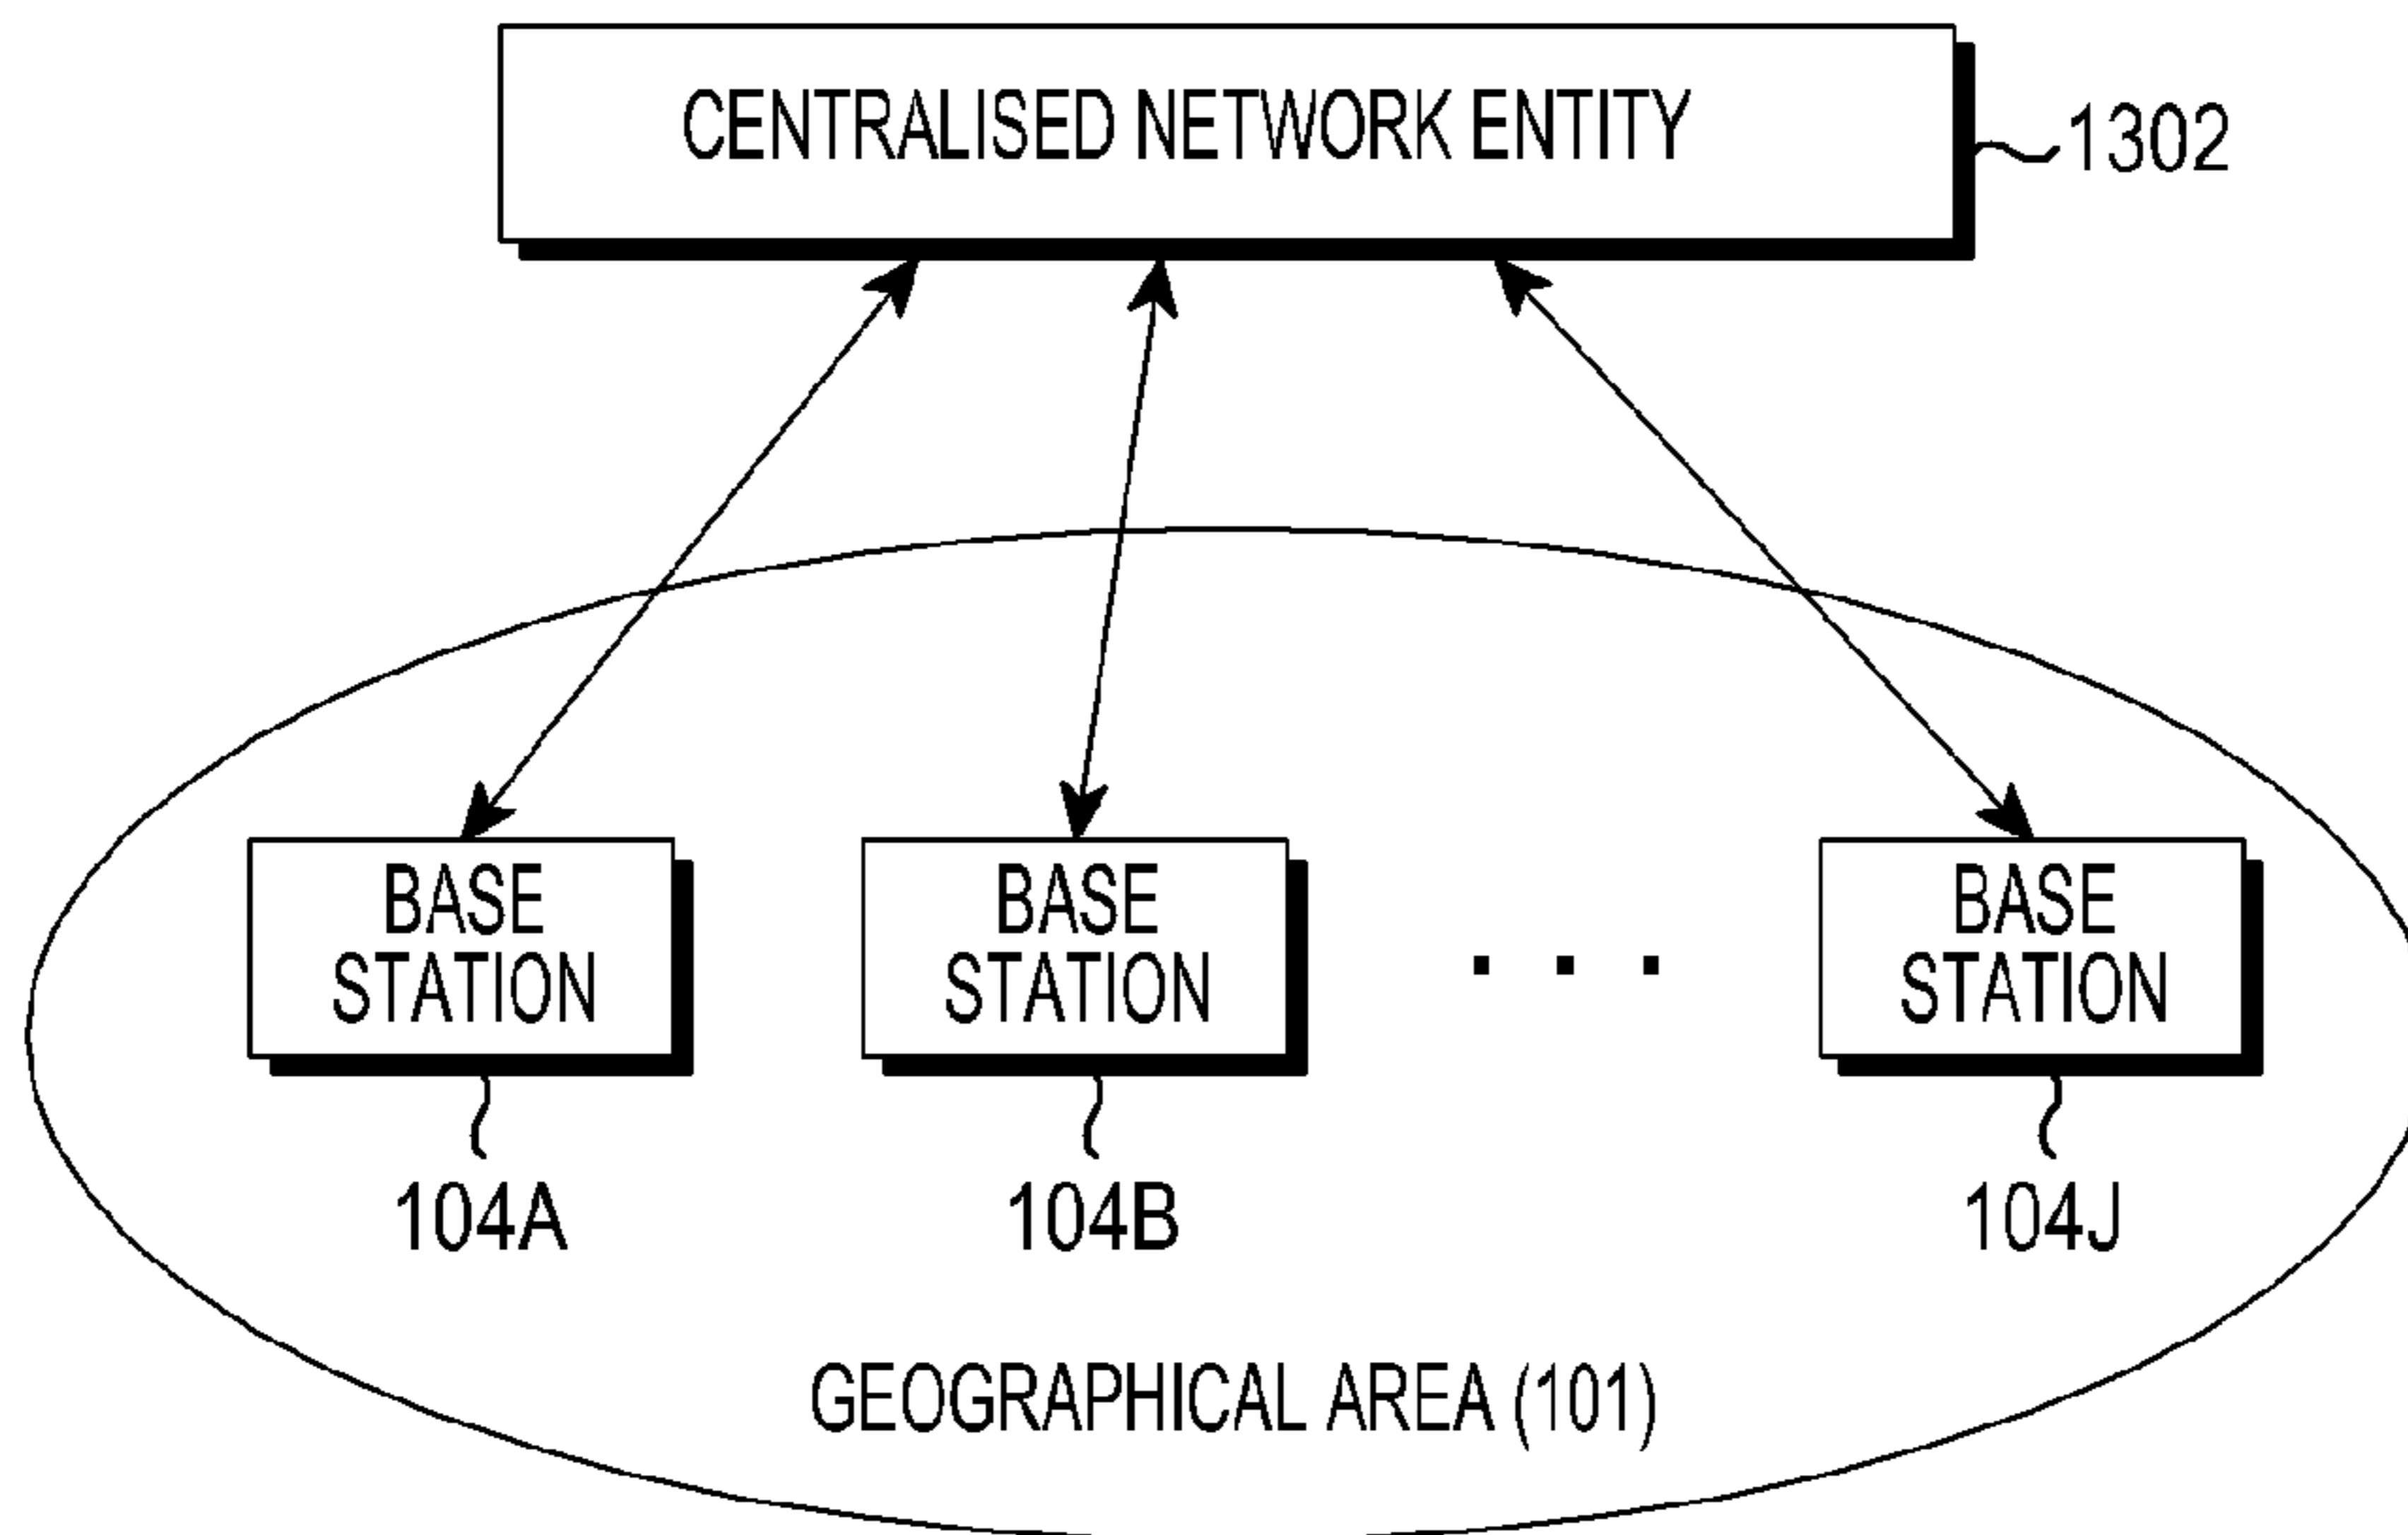 CENTRALISED NETWORK ENTITY
1302
BASE
STATION
104A
BASE
STATION
104B
. . .
BASE
STATION
104J
GEOGRAPHICAL AREA (101)